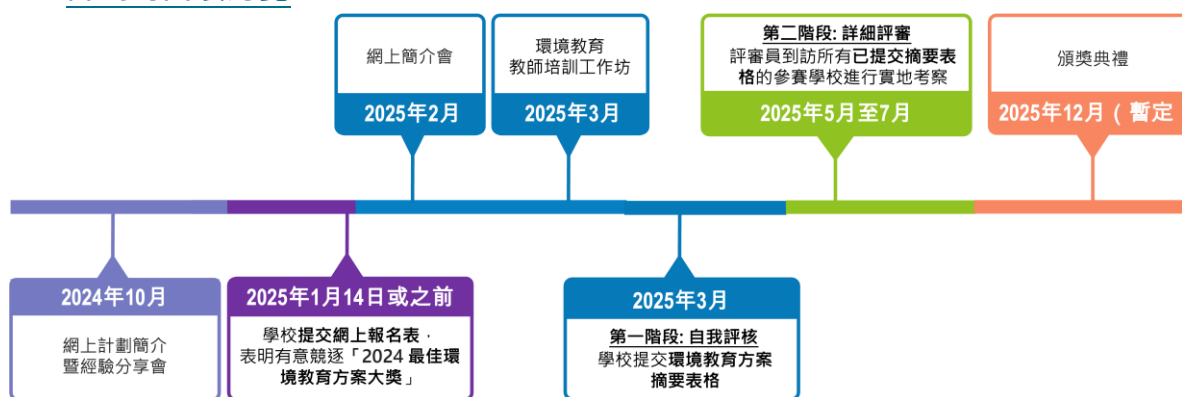 網上簡介會
2025年2月
環境教育
教師培訓工作坊
2025年3月
第二階段: 詳細評審
評審員到訪所有已提交摘要表
格的參賽學校進行實地考察
2025年5月至7月
頒獎典禮
2025年12月 ( 暫定
2024年10月
網上計劃簡介
暨經驗分享會
2025年1月14日或之前
學校提交網上報名表，
表明有意競逐「2024 最佳環
境教育方案大獎」
2025年3月
第一階段: 自我評核
學校提交環境教育方案
摘要表格